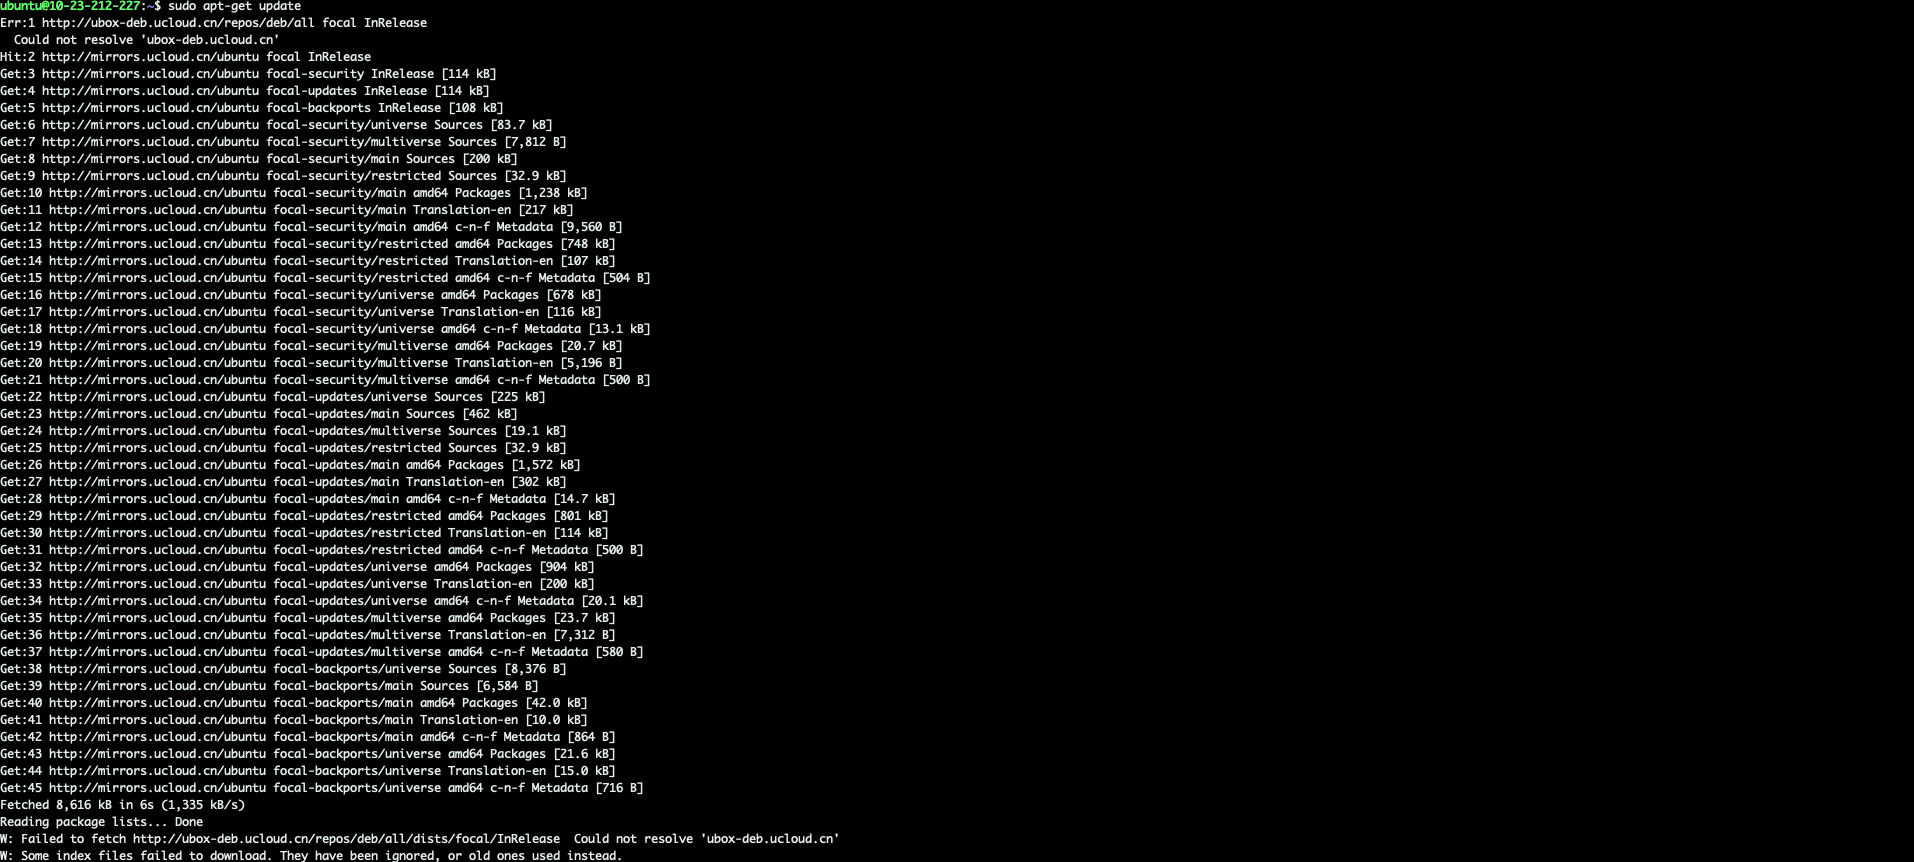 ubuntu@10-23-212-227:~$ sudo apt-get update
Err:1 http://ubox-deb.ucloud.cn/repos/deb/all focal InRelease
  Could not resolve 'ubox-deb.ucloud.cn'
Hit:2 http://mirrors.ucloud.cn/ubuntu focal InRelease
Get:3 http://mirrors.ucloud.cn/ubuntu focal-security InRelease [114 kB]
Get:4 http://mirrors.ucloud.cn/ubuntu focal-updates InRelease [114 kB]
Get:5 http://mirrors.ucloud.cn/ubuntu focal-backports InRelease [108 kB]
Get:6 http://mirrors.ucloud.cn/ubuntu focal-security/universe Sources [83.7 kB]
Get:7 http://mirrors.ucloud.cn/ubuntu focal-security/multiverse Sources [7,812 B]
Get:8 http://mirrors.ucloud.cn/ubuntu focal-security/main Sources [200 kB]
Get:9 http://mirrors.ucloud.cn/ubuntu focal-security/restricted Sources [32.9 kB]
Get:10 http://mirrors.ucloud.cn/ubuntu focal-security/main amd64 Packages [1,238 kB]
Get:11 http://mirrors.ucloud.cn/ubuntu focal-security/main Translation-en [217 kB]
Get:12 http://mirrors.ucloud.cn/ubuntu focal-security/main amd64 c-n-f Metadata [9,560 B]
Get:13 http://mirrors.ucloud.cn/ubuntu focal-security/restricted amd64 Packages [748 kB]
Get:14 http://mirrors.ucloud.cn/ubuntu focal-security/restricted Translation-en [107 kB]
Get:15 http://mirrors.ucloud.cn/ubuntu focal-security/restricted amd64 c-n-f Metadata [504 B]
Get:16 http://mirrors.ucloud.cn/ubuntu focal-security/universe amd64 Packages [678 kB]
Get:17 http://mirrors.ucloud.cn/ubuntu focal-security/universe Translation-en [116 kB]
Get:18 http://mirrors.ucloud.cn/ubuntu focal-security/universe amd64 c-n-f Metadata [13.1 kB]
Get:19 http://mirrors.ucloud.cn/ubuntu focal-security/multiverse amd64 Packages [20.7 kB]
Get:20 http://mirrors.ucloud.cn/ubuntu focal-security/multiverse Translation-en [5,196 B]
Get:21 http://mirrors.ucloud.cn/ubuntu focal-security/multiverse amd64 c-n-f Metadata [500 B]
Get:22 http://mirrors.ucloud.cn/ubuntu focal-updates/universe Sources [225 kB]
Get:23 http://mirrors.ucloud.cn/ubuntu focal-updates/main Sources [462 kB]
Get:24 http://mirrors.ucloud.cn/ubuntu focal-updates/multiverse Sources [19.1 kB]
Get:25 http://mirrors.ucloud.cn/ubuntu focal-updates/restricted Sources [32.9 kB]
Get:26 http://mirrors.ucloud.cn/ubuntu focal-updates/main amd64 Packages [1,572 kB]
Get:27 http://mirrors.ucloud.cn/ubuntu focal-updates/main Translation-en [302 kB]
Get:28 http://mirrors.ucloud.cn/ubuntu focal-updates/main amd64 c-n-f Metadata [14.7 kB]
Get:29 http://mirrors.ucloud.cn/ubuntu focal-updates/restricted amd64 Packages [801 kB]
Get:30 http://mirrors.ucloud.cn/ubuntu focal-updates/restricted Translation-en [114 kB]
Get:31 http://mirrors.ucloud.cn/ubuntu focal-updates/restricted amd64 c-n-f Metadata [500 B]
Get:32 http://mirrors.ucloud.cn/ubuntu focal-updates/universe amd64 Packages [904 kB]
Get:33 http://mirrors.ucloud.cn/ubuntu focal-updates/universe Translation-en [200 kB]
Get:34 http://mirrors.ucloud.cn/ubuntu focal-updates/universe amd64 c-n-f Metadata [20.1 kB]
Get:35 http://mirrors.ucloud.cn/ubuntu focal-updates/multiverse amd64 Packages [23.7 kB]
Get:36 http://mirrors.ucloud.cn/ubuntu focal-updates/multiverse Translation-en [7,312 B]
Get:37 http://mirrors.ucloud.cn/ubuntu focal-updates/multiverse amd64 c-n-f Metadata [580 B]
Get:38 http://mirrors.ucloud.cn/ubuntu focal-backports/universe Sources [8,376 B]
Get:39 http://mirrors.ucloud.cn/ubuntu focal-backports/main Sources [6,584 B]
Get:40 http://mirrors.ucloud.cn/ubuntu focal-backports/main amd64 Packages [42.0 kB]
Get:41 http://mirrors.ucloud.cn/ubuntu focal-backports/main Translation-en [10.0 kB]
Get:42 http://mirrors.ucloud.cn/ubuntu focal-backports/main amd64 c-n-f Metadata [864 B]
Get:43 http://mirrors.ucloud.cn/ubuntu focal-backports/universe amd64 Packages [21.6 kB]
Get:44 http://mirrors.ucloud.cn/ubuntu focal-backports/universe Translation-en [15.0 kB]
Get:45 http://mirrors.ucloud.cn/ubuntu focal-backports/universe amd64 c-n-f Metadata [716 B]
Fetched 8,616 kB in 6s (1,335 kB/s)
Reading package lists... Done
W: Failed to fetch http://ubox-deb.ucloud.cn/repos/deb/all/dists/focal/InRelease  Could not resolve 'ubox-deb.ucloud.cn'
W: Some index files failed to download. They have been ignored, or old ones used instead.